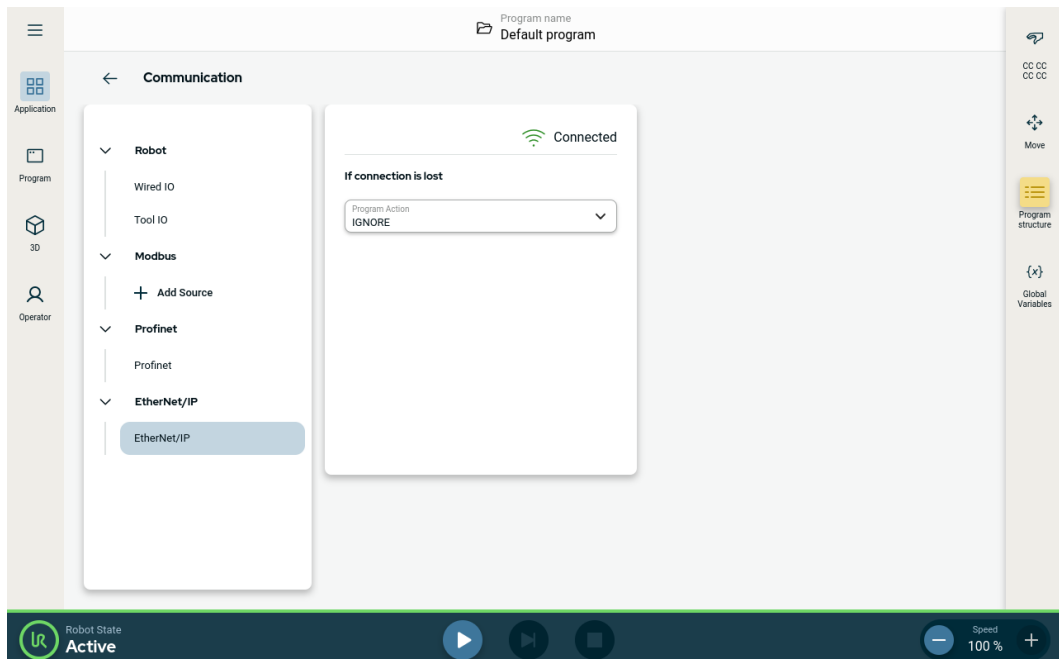 Program name
Default program
Communication
Application
Program
3D
Operator
Robot
Wired IO
Tool IO
Modbus
Add Source
Profinet
Profinet
EtherNet/IP
EtherNet/IP
Connected
If connection is lost
Program Action
IGNORE
CC CC
CC CC
Move
Program
structure
{x}
Global
Variables
UR
Robot State
Active
Speed
100 %